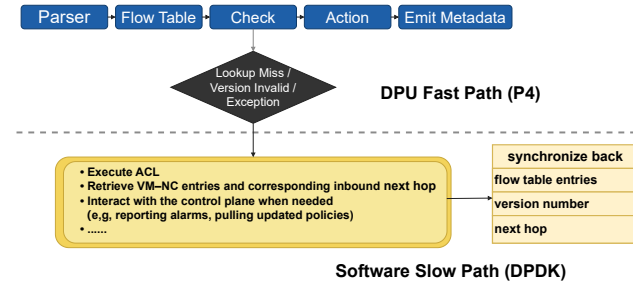 Parser
Flow Table
Check
Action
Emit Metadata
Lookup Miss /
Version Invalid /
Exception
DPU Fast Path (P4)
• Execute ACL
• Retrieve VM–NC entries and corresponding inbound next hop
• Interact with the control plane when needed
(e,g, reporting alarms, pulling updated policies)
• ......
synchronize back
flow table entries
version number
next hop
Software Slow Path (DPDK)